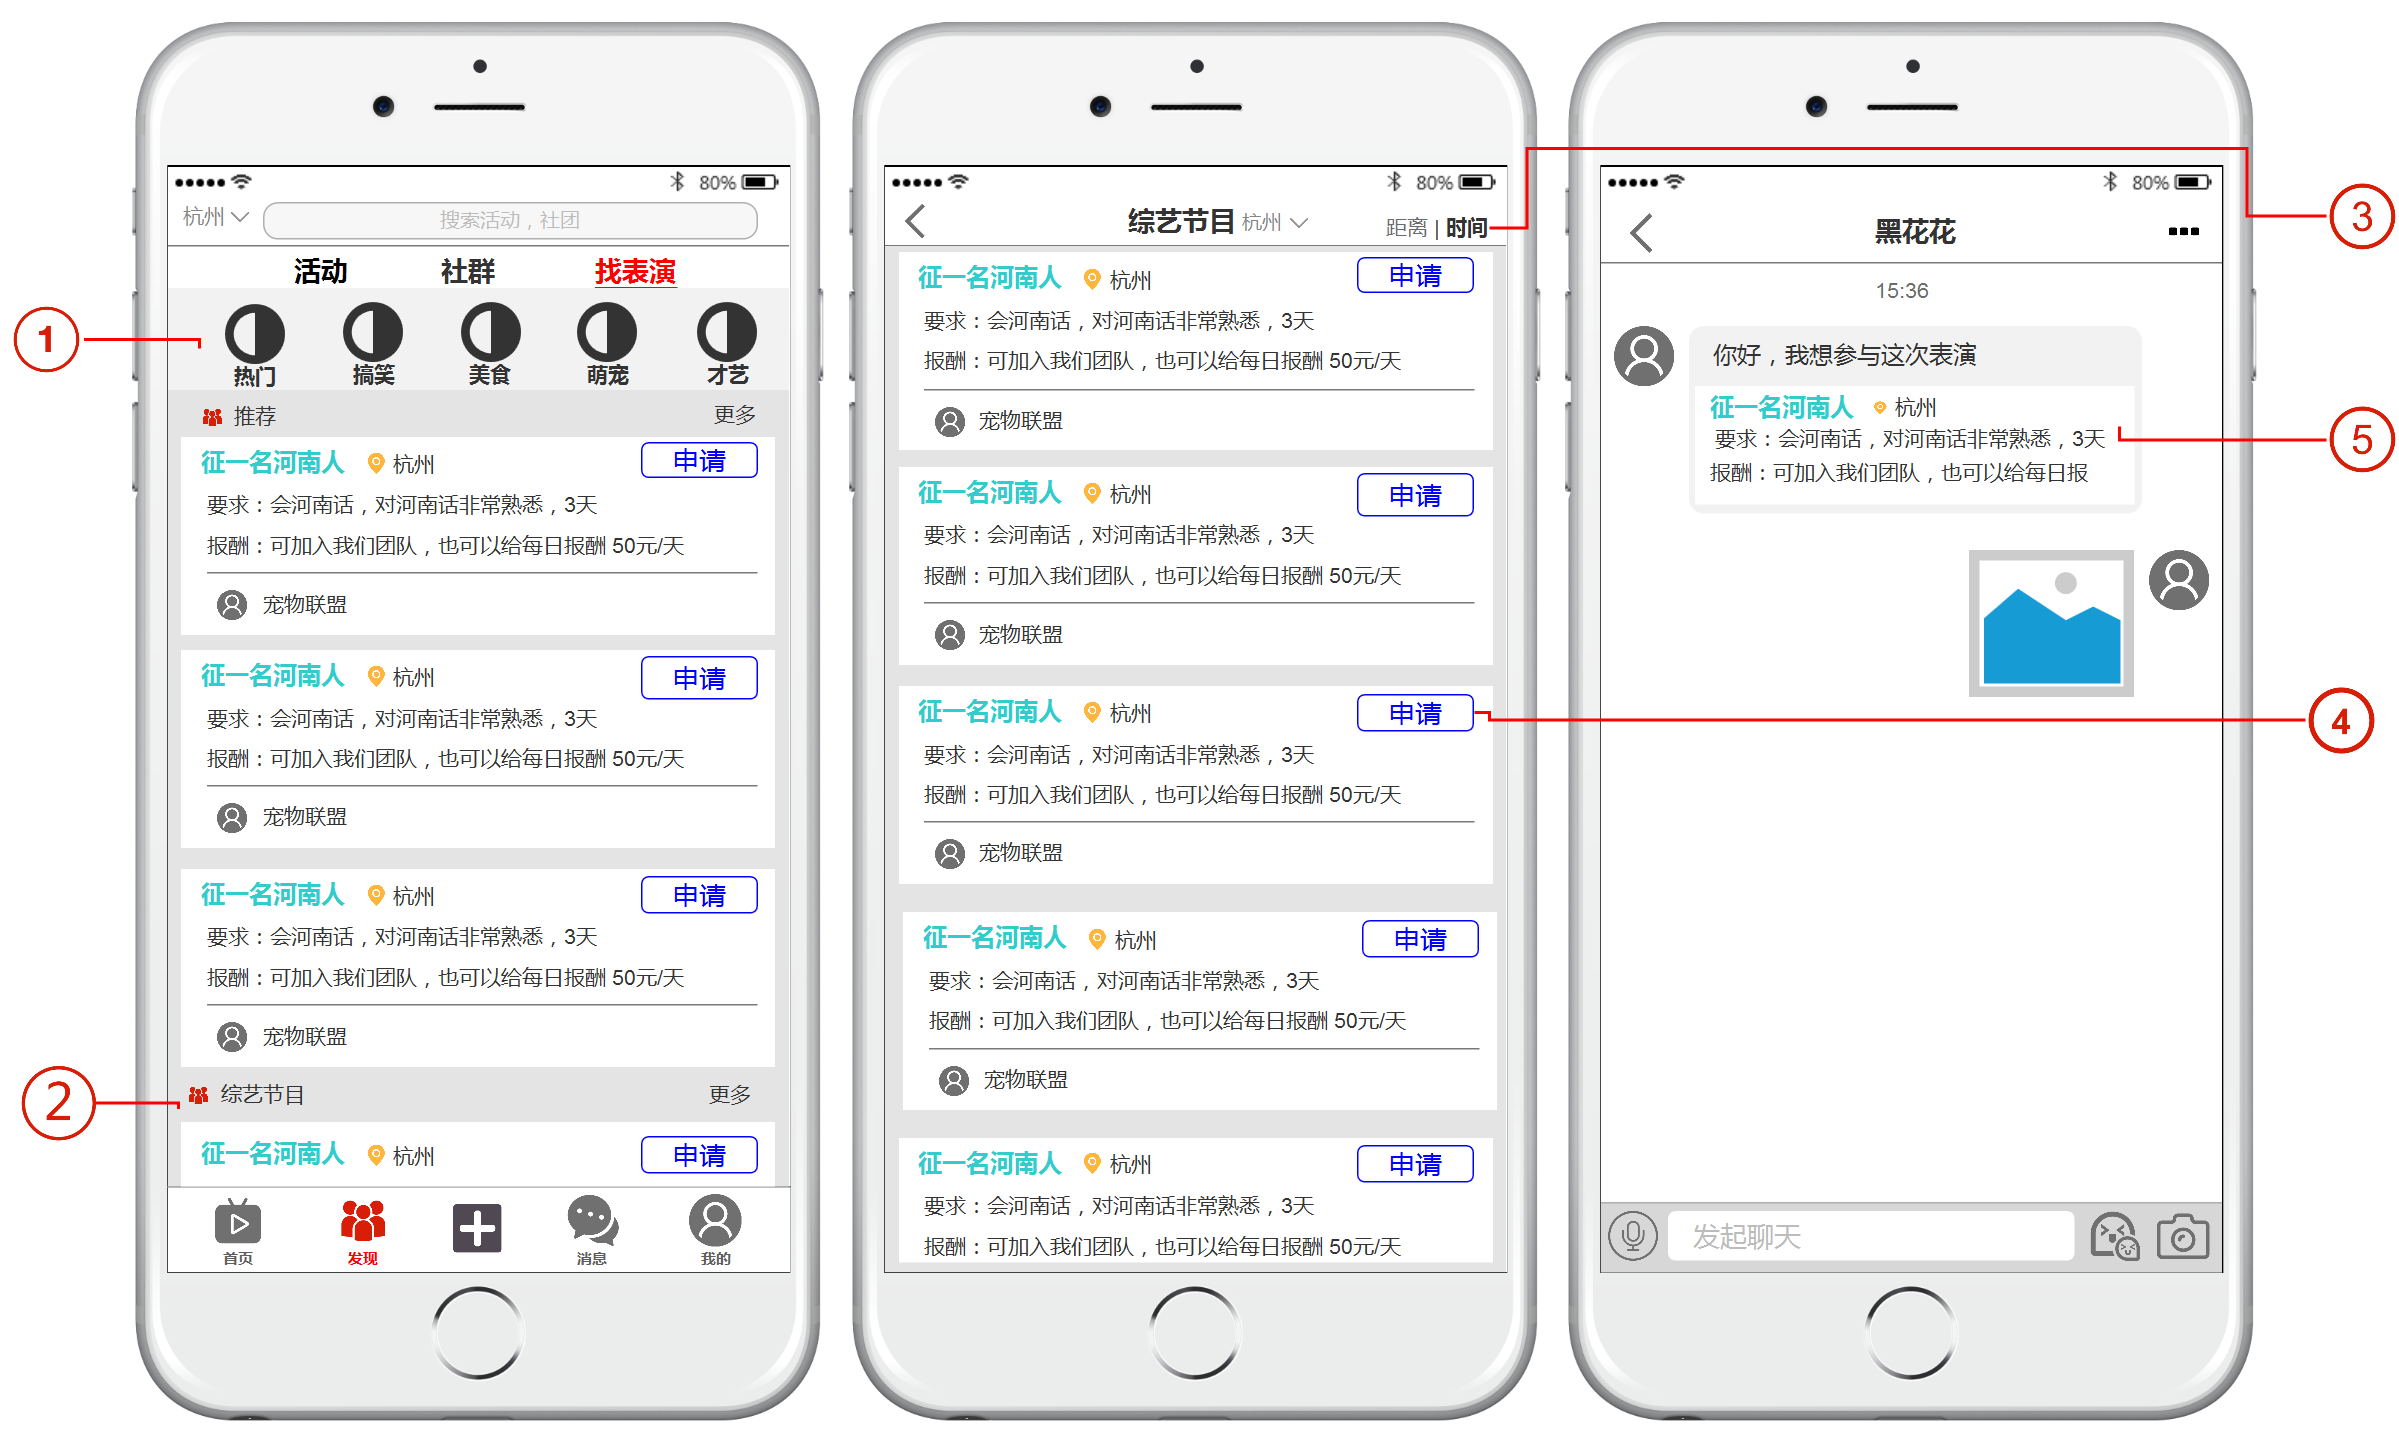 80%
杭州
搜索活动，社团
活动 社群 找表演
热门 搞笑 美食 萌宠 才艺
推荐 更多
征一名河南人 杭州 申请
要求：会河南话，对河南话非常熟悉，3天
报酬：可加入我们团队，也可以给每日报酬 50元/天
宠物联盟
征一名河南人 杭州 申请
要求：会河南话，对河南话非常熟悉，3天
报酬：可加入我们团队，也可以给每日报酬 50元/天
宠物联盟
征一名河南人 杭州 申请
要求：会河南话，对河南话非常熟悉，3天
报酬：可加入我们团队，也可以给每日报酬 50元/天
宠物联盟
综艺节目 更多
征一名河南人 杭州 申请
首页 发现 消息 我的
1
2
80%
综艺节目 杭州 距离 | 时间
征一名河南人 杭州 申请
要求：会河南话，对河南话非常熟悉，3天
报酬：可加入我们团队，也可以给每日报酬 50元/天
宠物联盟
征一名河南人 杭州 申请
要求：会河南话，对河南话非常熟悉，3天
报酬：可加入我们团队，也可以给每日报酬 50元/天
宠物联盟
征一名河南人 杭州 申请
要求：会河南话，对河南话非常熟悉，3天
报酬：可加入我们团队，也可以给每日报酬 50元/天
宠物联盟
征一名河南人 杭州 申请
要求：会河南话，对河南话非常熟悉，3天
报酬：可加入我们团队，也可以给每日报酬 50元/天
宠物联盟
征一名河南人 杭州 申请
要求：会河南话，对河南话非常熟悉，3天
报酬：可加入我们团队，也可以给每日报酬 50元/天
80%
黑花花
15:36
你好，我想参与这次表演
征一名河南人 杭州
要求：会河南话，对河南话非常熟悉，3天
报酬：可加入我们团队，也可以给每日报
发起聊天
3
5
4